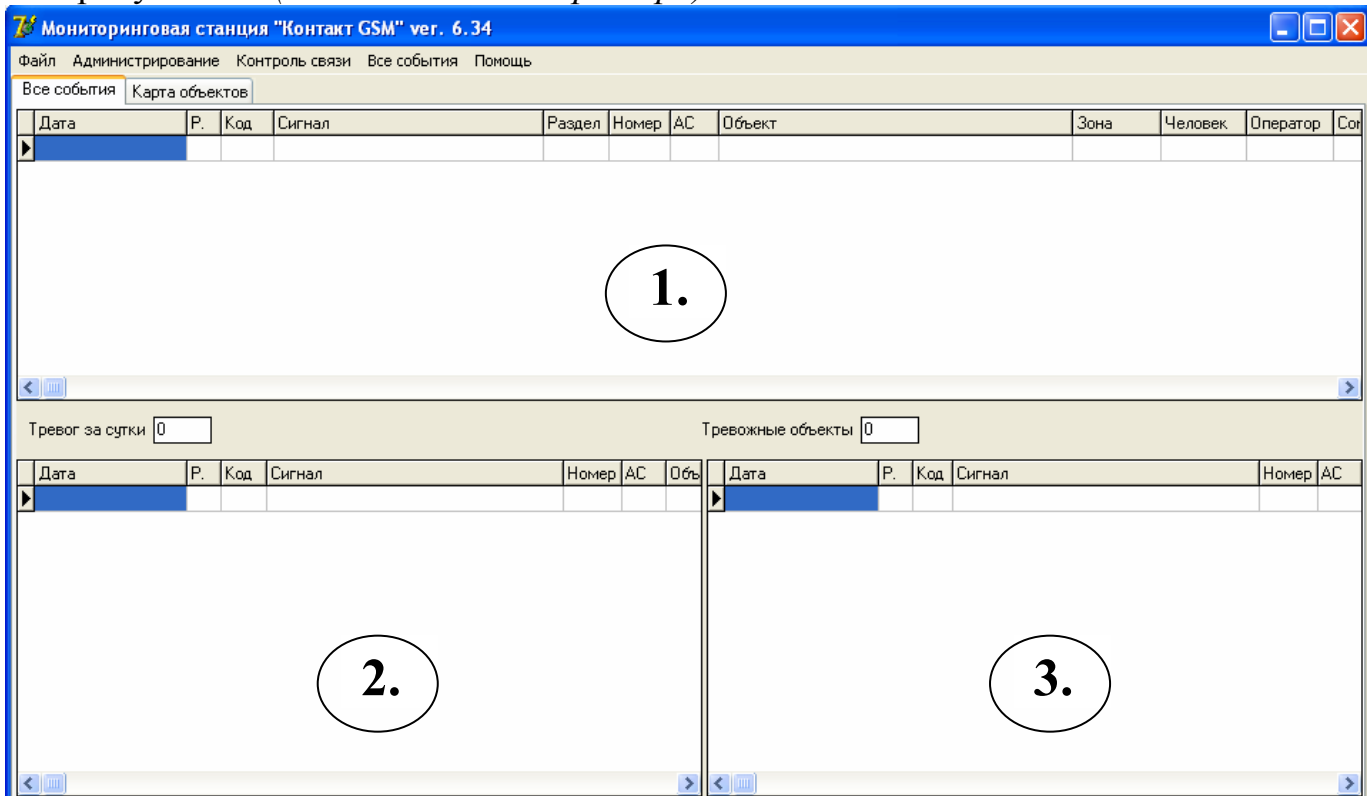 Мониторинговая станция "Контакт GSM" ver. 6.34
Файл Администрирование Контроль связи Все события Помощь
Все события Карта объектов
Дата Р. Код Сигнал Раздел Номер АС Объект Зона Человек Оператор Con
1.
Тревог за сутки 0 Тревожные объекты 0
Дата Р. Код Сигнал Номер АС Объ Дата Р. Код Сигнал Номер АС
2. 3.